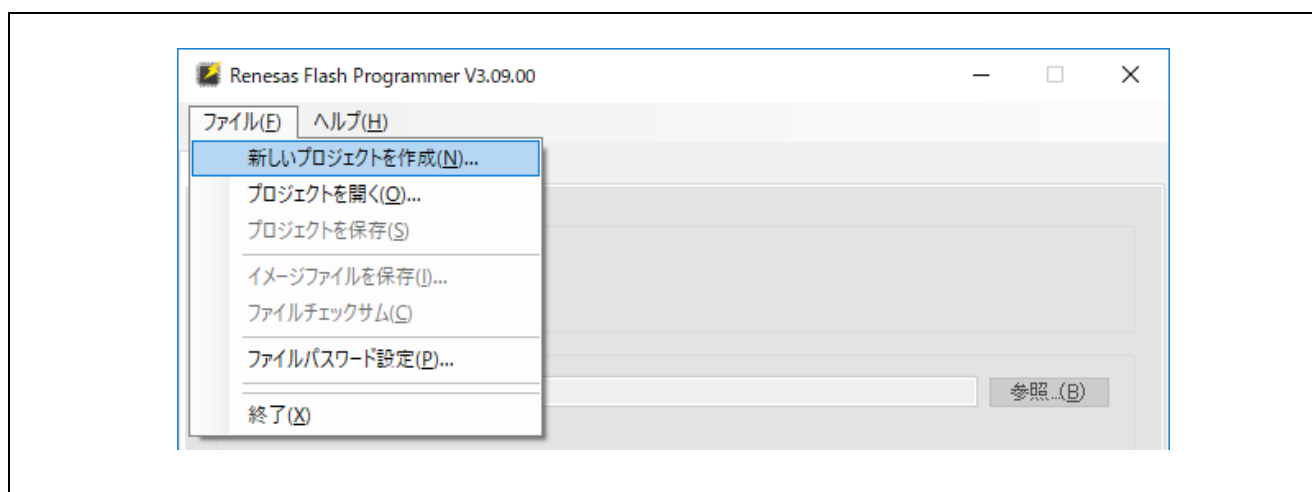 Renesas Flash Programmer V3.09.00
ファイル(F) ヘルプ(H)
新しいプロジェクトを作成(N)...
プロジェクトを開く(O)...
プロジェクトを保存(S)
イメージファイルを保存(I)...
ファイルチェックサム(C)
ファイルパスワード設定(P)...
参照...(B)
終了(X)